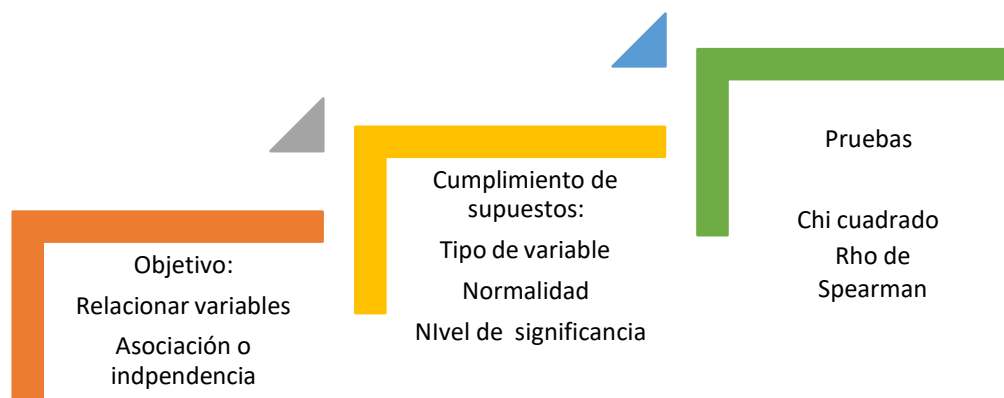 Objetivo:
Relacionar variables
Asociación o
indpendencia
Cumplimiento de
supuestos:
Tipo de variable
Normalidad
NIvel de significancia
Pruebas
Chi cuadrado
Rho de
Spearman